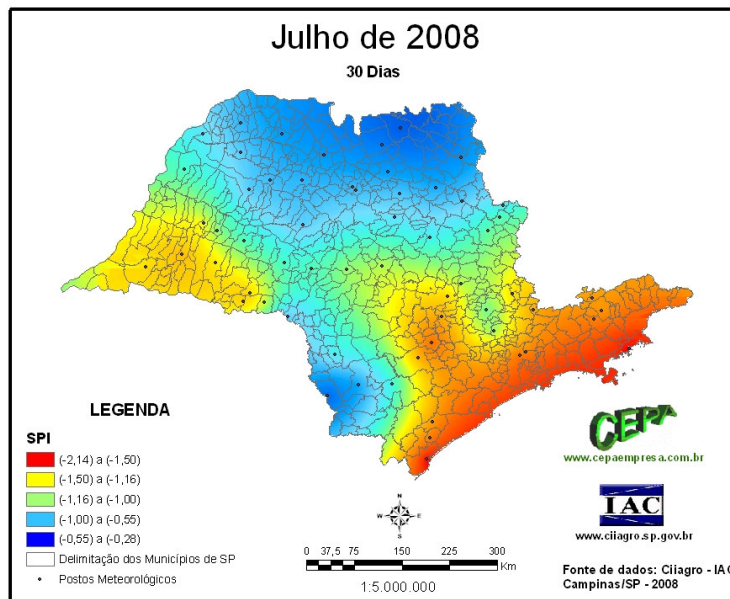 Julho de 2008
30 Dias
LEGENDA
SPI
(-2,14) a (-1,50)
(-1,50) a (-1,16)
(-1,16) a (-1,00)
(-1,00) a (-0,55)
(-0,55) a (-0,28)
Delimitação dos Municípios de SP
Postos Meteorológicos
N
W E
S
0 37,5 75 150 225 300
Km
1:5.000.000
CEPA
www.cepaempresa.com.br
IAC
www.ciiagro.sp.gov.br
Fonte de dados: Ciiagro - IAC
Campinas/SP - 2008